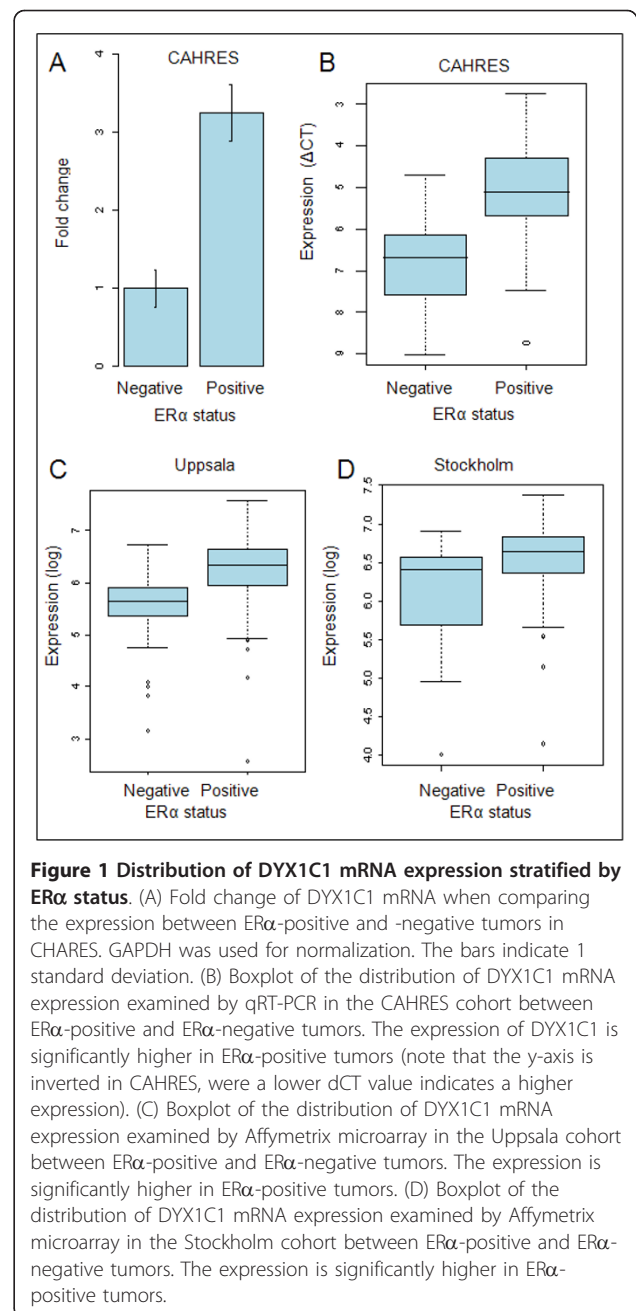 A
CAHRES
Fold change
4
3
2
1
0
Negative Positive
ERα status
B
CAHRES
Expression (ΔCT)
3
4
5
6
7
8
9
Negative Positive
ERα status
C
Uppsala
Expression (log)
7
6
5
4
3
Negative Positive
ERα status
D
Stockholm
Expression (log)
7.5
7.0
6.5
6.0
5.5
5.0
4.5
4.0
Negative Positive
ERα status
Figure 1 Distribution of DYX1C1 mRNA expression stratified by
ERα status. (A) Fold change of DYX1C1 mRNA when comparing
the expression between ERα-positive and -negative tumors in
CHARES. GAPDH was used for normalization. The bars indicate 1
standard deviation. (B) Boxplot of the distribution of DYX1C1 mRNA
expression examined by qRT-PCR in the CAHRES cohort between
ERα-positive and ERα-negative tumors. The expression of DYX1C1 is
significantly higher in ERα-positive tumors (note that the y-axis is
inverted in CAHRES, were a lower dCT value indicates a higher
expression). (C) Boxplot of the distribution of DYX1C1 mRNA
expression examined by Affymetrix microarray in the Uppsala cohort
between ERα-positive and ERα-negative tumors. The expression is
significantly higher in ERα-positive tumors. (D) Boxplot of the
distribution of DYX1C1 mRNA expression examined by Affymetrix
microarray in the Stockholm cohort between ERα-positive and ERα-
negative tumors. The expression is significantly higher in ERα-
positive tumors.